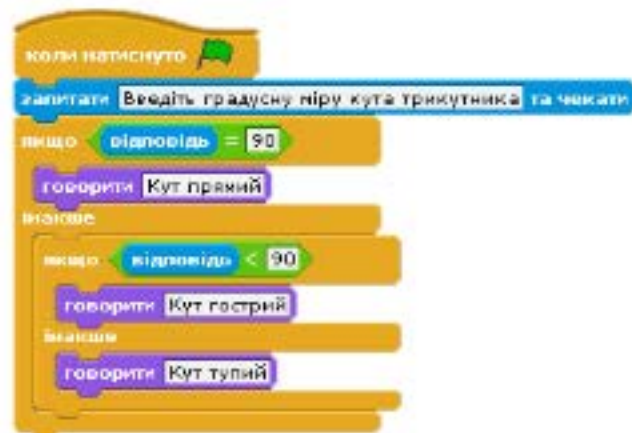 коли натиснуто
запитати Введіть градусну міру кута трикутника та чекати
якщо відповідь = 90
говорити Кут прямий
інакше
якщо відповідь < 90
говорити Кут гострий
інакше
говорити Кут тупий